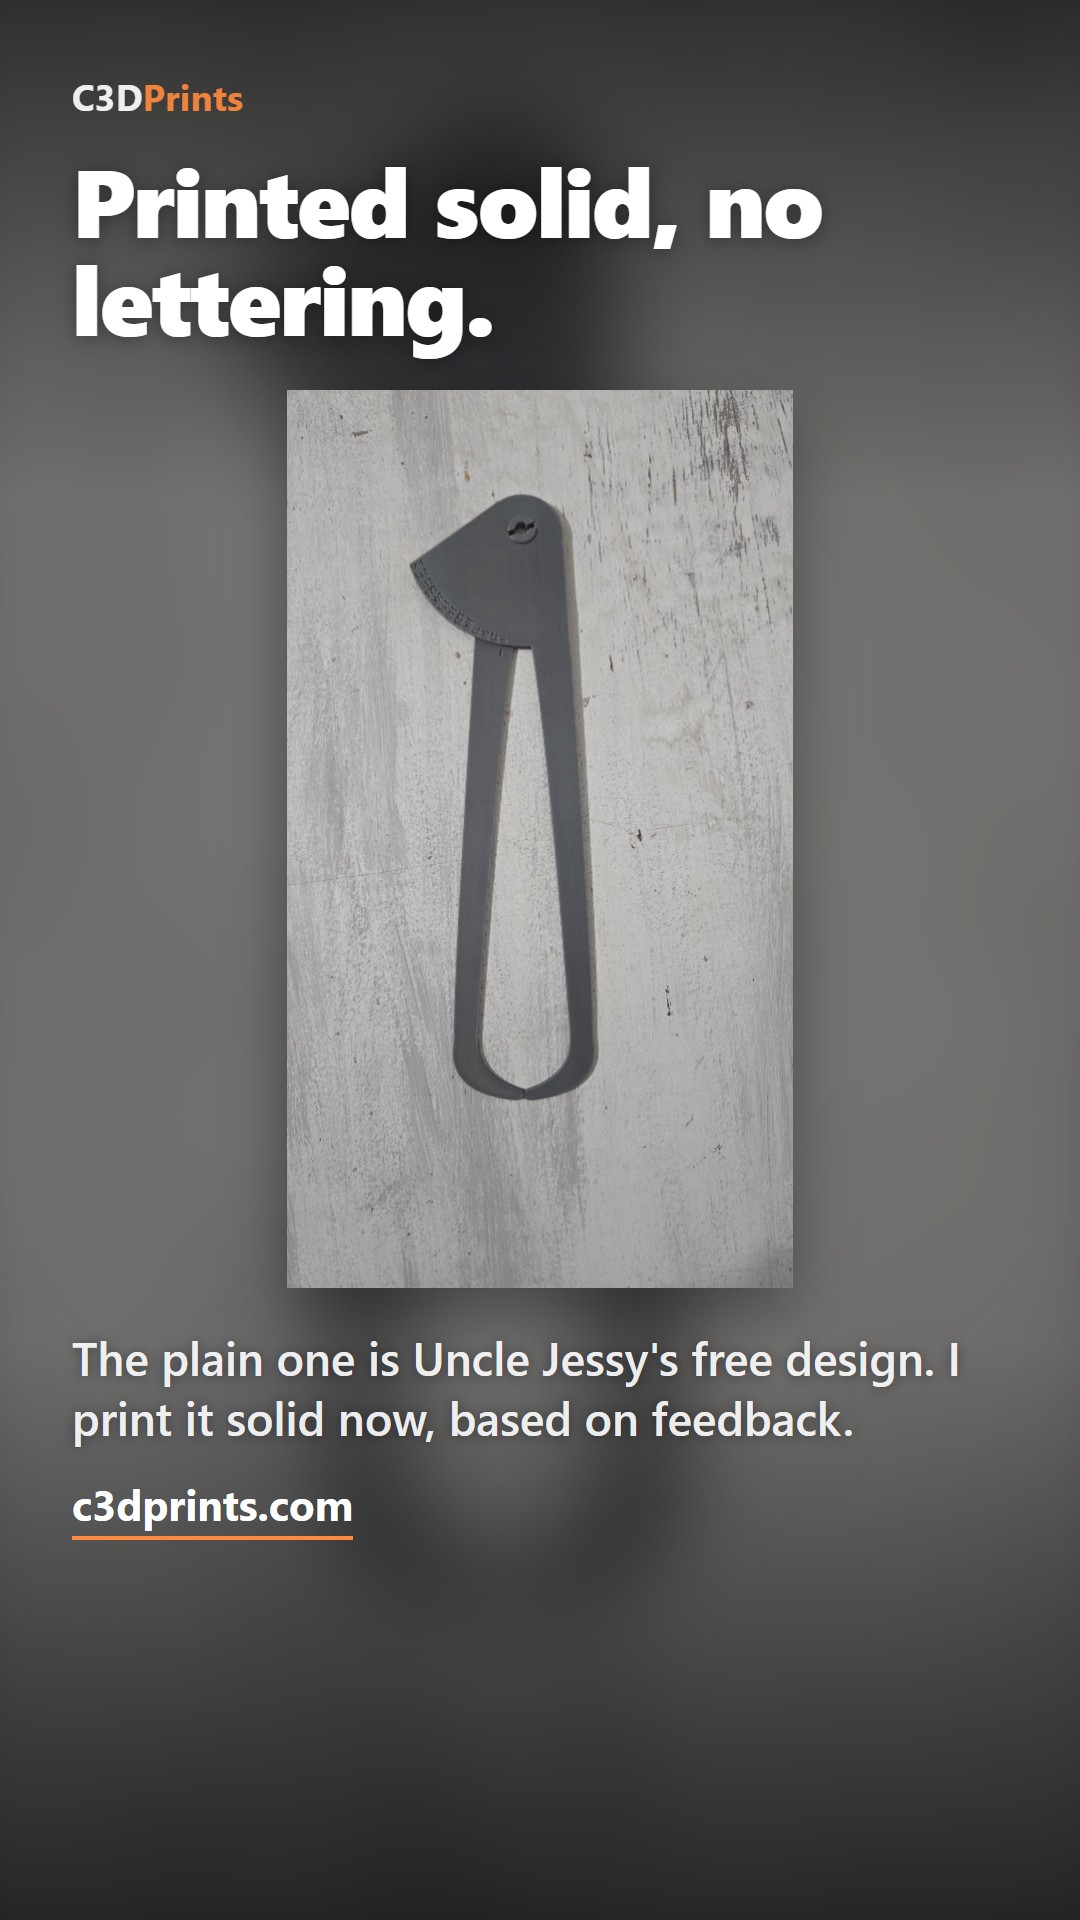 C3DPrints
Printed solid, no
lettering.
The plain one is Uncle Jessy's free design. I
print it solid now, based on feedback.
c3dprints.com